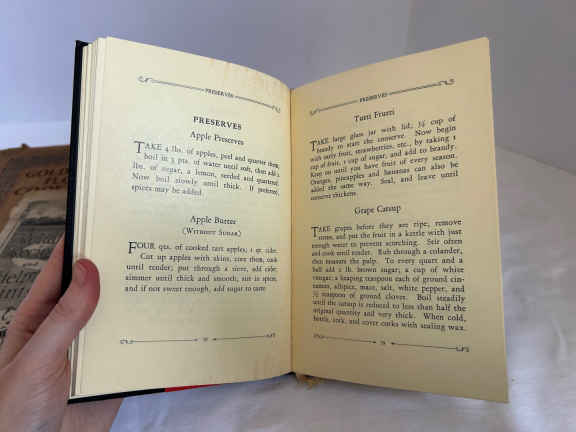 PRESERVES
PRESERVES
Apple Preserves
TAKE 4 lbs. of apples, peel and quarter them,
boil in 3 pts. of water until soft, then add 2
lbs. of sugar, a lemon, seeded and quartered.
Now boil slowly until thick. If preferred,
spices may be added.
Apple Butter
(WITHOUT SUGAR)
FOUR qts. of cooked tart apples, 1 qt. cider.
Cut up apples with skins, core them, cook
until tender; put through a sieve, add cider,
simmer until thick and smooth, stir in spice,
and if not sweet enough, add sugar to taste
PRESERVES
Tutti Frutti
TAKE large glass jar with lid, ½ cup of
brandy to start the conserve. Now begin
with early fruit, strawberries, etc., by taking 1
cup of fruit, 1 cup of sugar, and add to brandy.
Keep on until you have fruit of every season.
Oranges, pineapples and bananas can also be
added the same way. Seal, and leave until
conserve thickens.
Grape Catsup
TAKE grapes before they are ripe, remove
stems, and put the fruit in a kettle with just
enough water to prevent scorching. Stir often
and cook until tender. Rub through a colander,
then measure the pulp. To every quart and a
half add 2 lb. brown sugar; a cup of white
vinegar; a heaping teaspoon each of ground cin-
namon, allspice, mace, salt, white pepper, and
½ teaspoon of ground cloves. Boil steadily
until the catsup is reduced to less than half the
original quantity and very thick. When cold,
bottle, cork, and cover corks with sealing wax.
GOLD